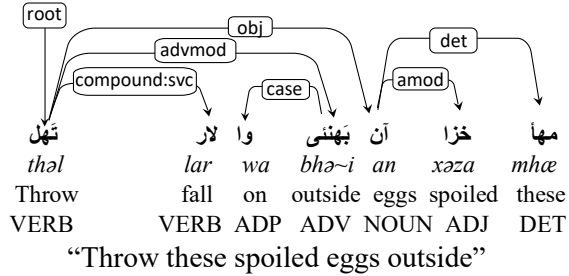 root
obj
det
advmod
compound:svc case amod
تَهل لار وا بَهنئی آن خزا مهأ
thəl lar wa bhə~i an xəza mhæ
Throw fall on outside eggs spoiled these
VERB VERB ADP ADV NOUN ADJ DET
“Throw these spoiled eggs outside”